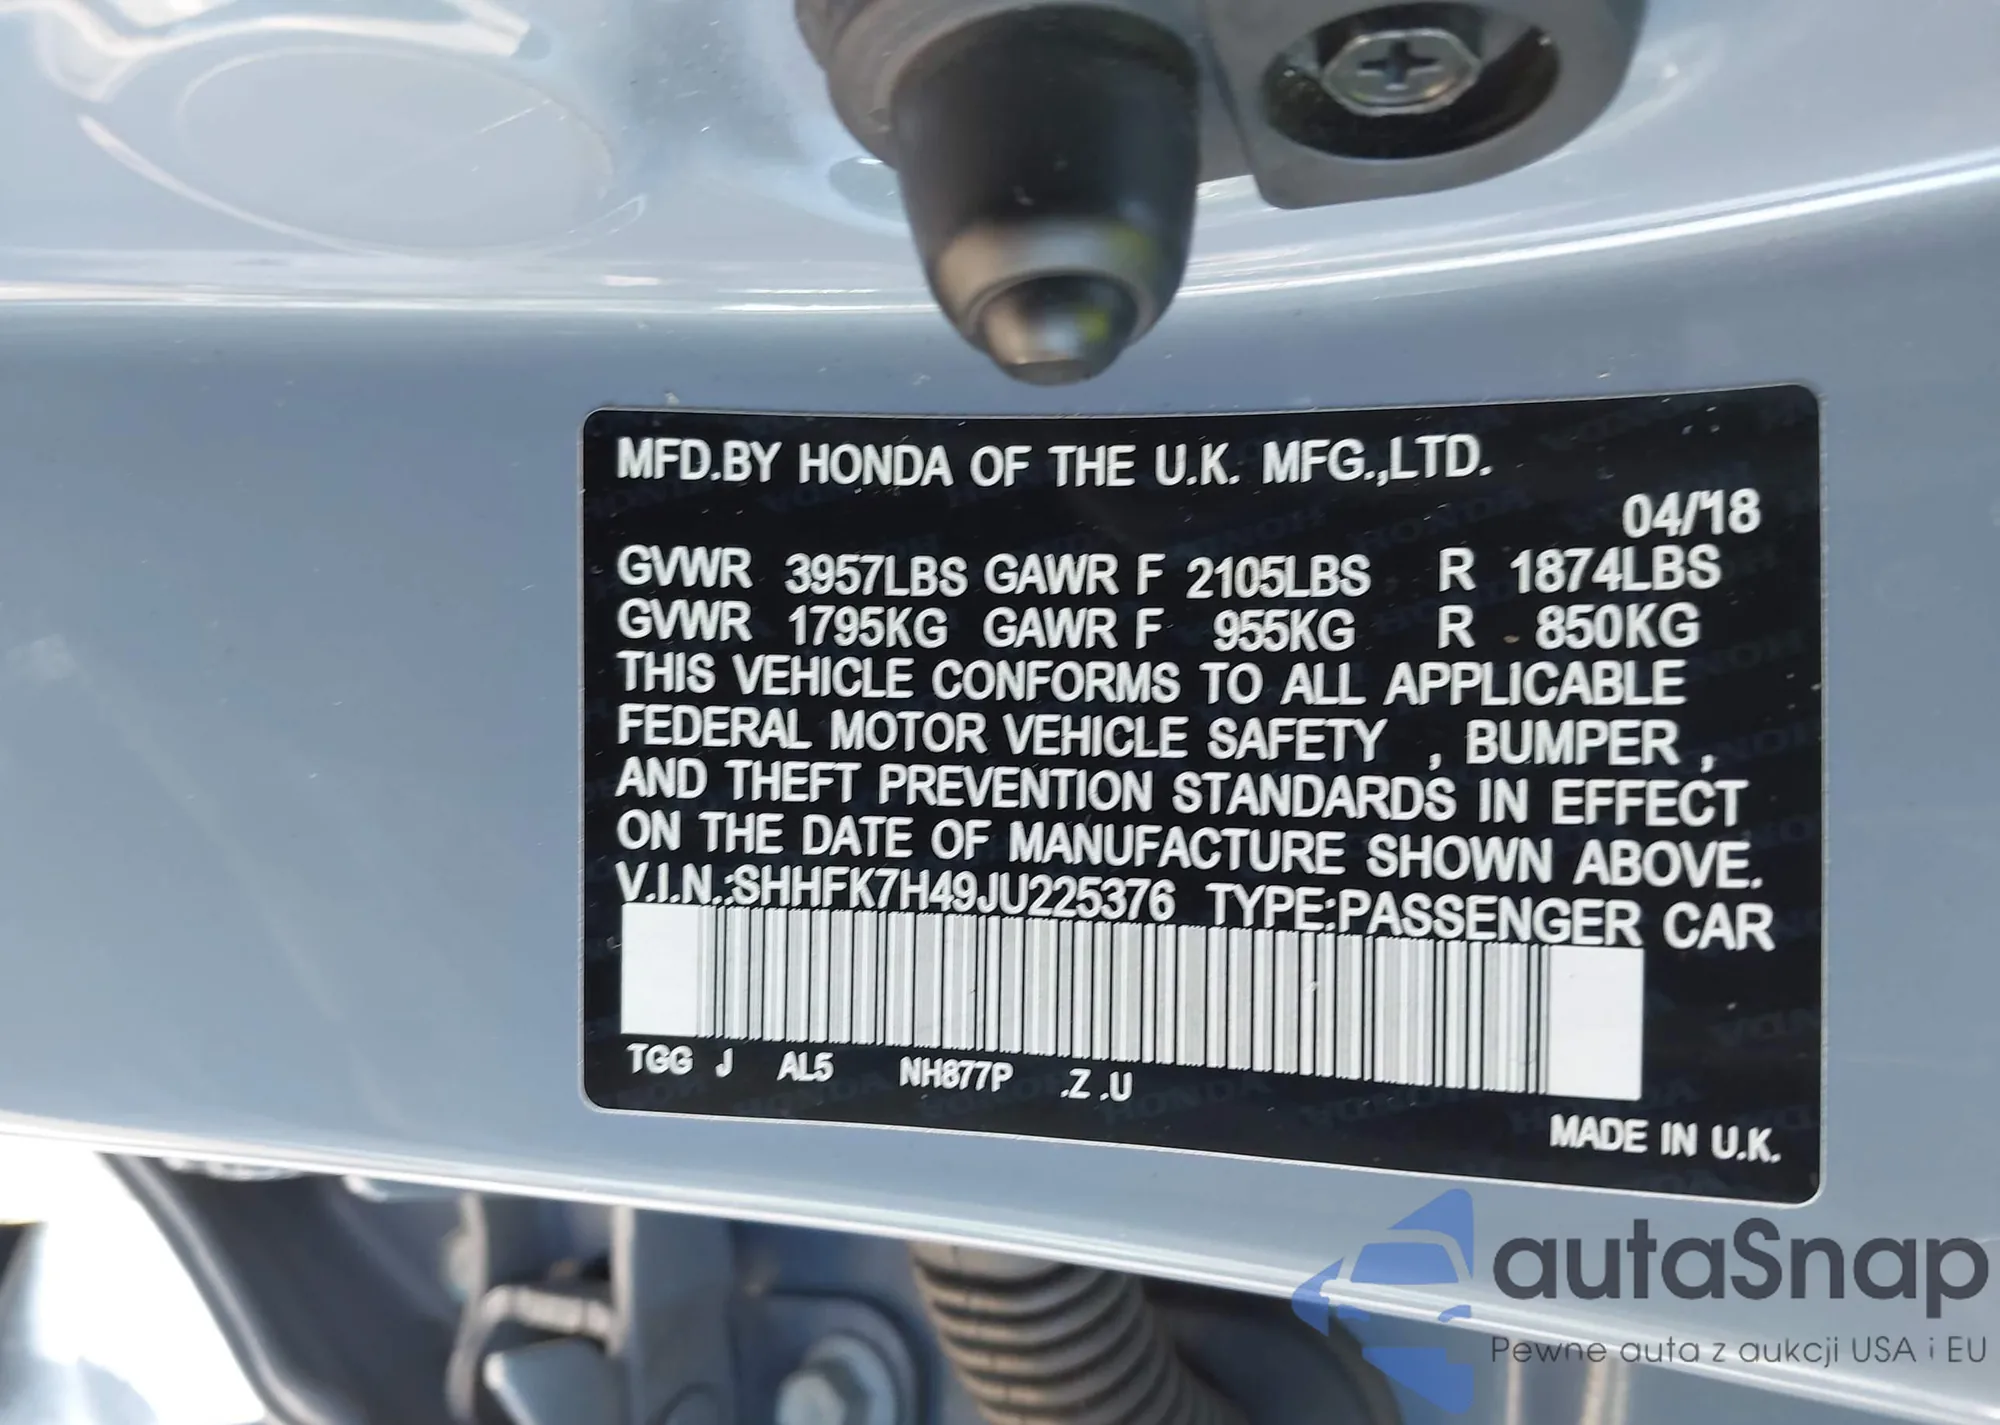 MFD.BY HONDA OF THE U.K. MFG.,LTD.
04/'18
GVWR 3957LBS GAWR F 2105LBS R 1874LBS
GVWR 1795KG GAWR F 955KG R 850KG
THIS VEHICLE CONFORMS TO ALL APPLICABLE
FEDERAL MOTOR VEHICLE SAFETY , BUMPER ,
AND THEFT PREVENTION STANDARDS IN EFFECT
ON THE DATE OF MANUFACTURE SHOWN ABOVE.
V.I.N.:SHHFK7H49JU225376 TYPE:PASSENGER CAR
TGG J AL5 NH877P .Z .U
MADE IN U.K.
autaSnap
Pewne auta z aukcji USA i EU